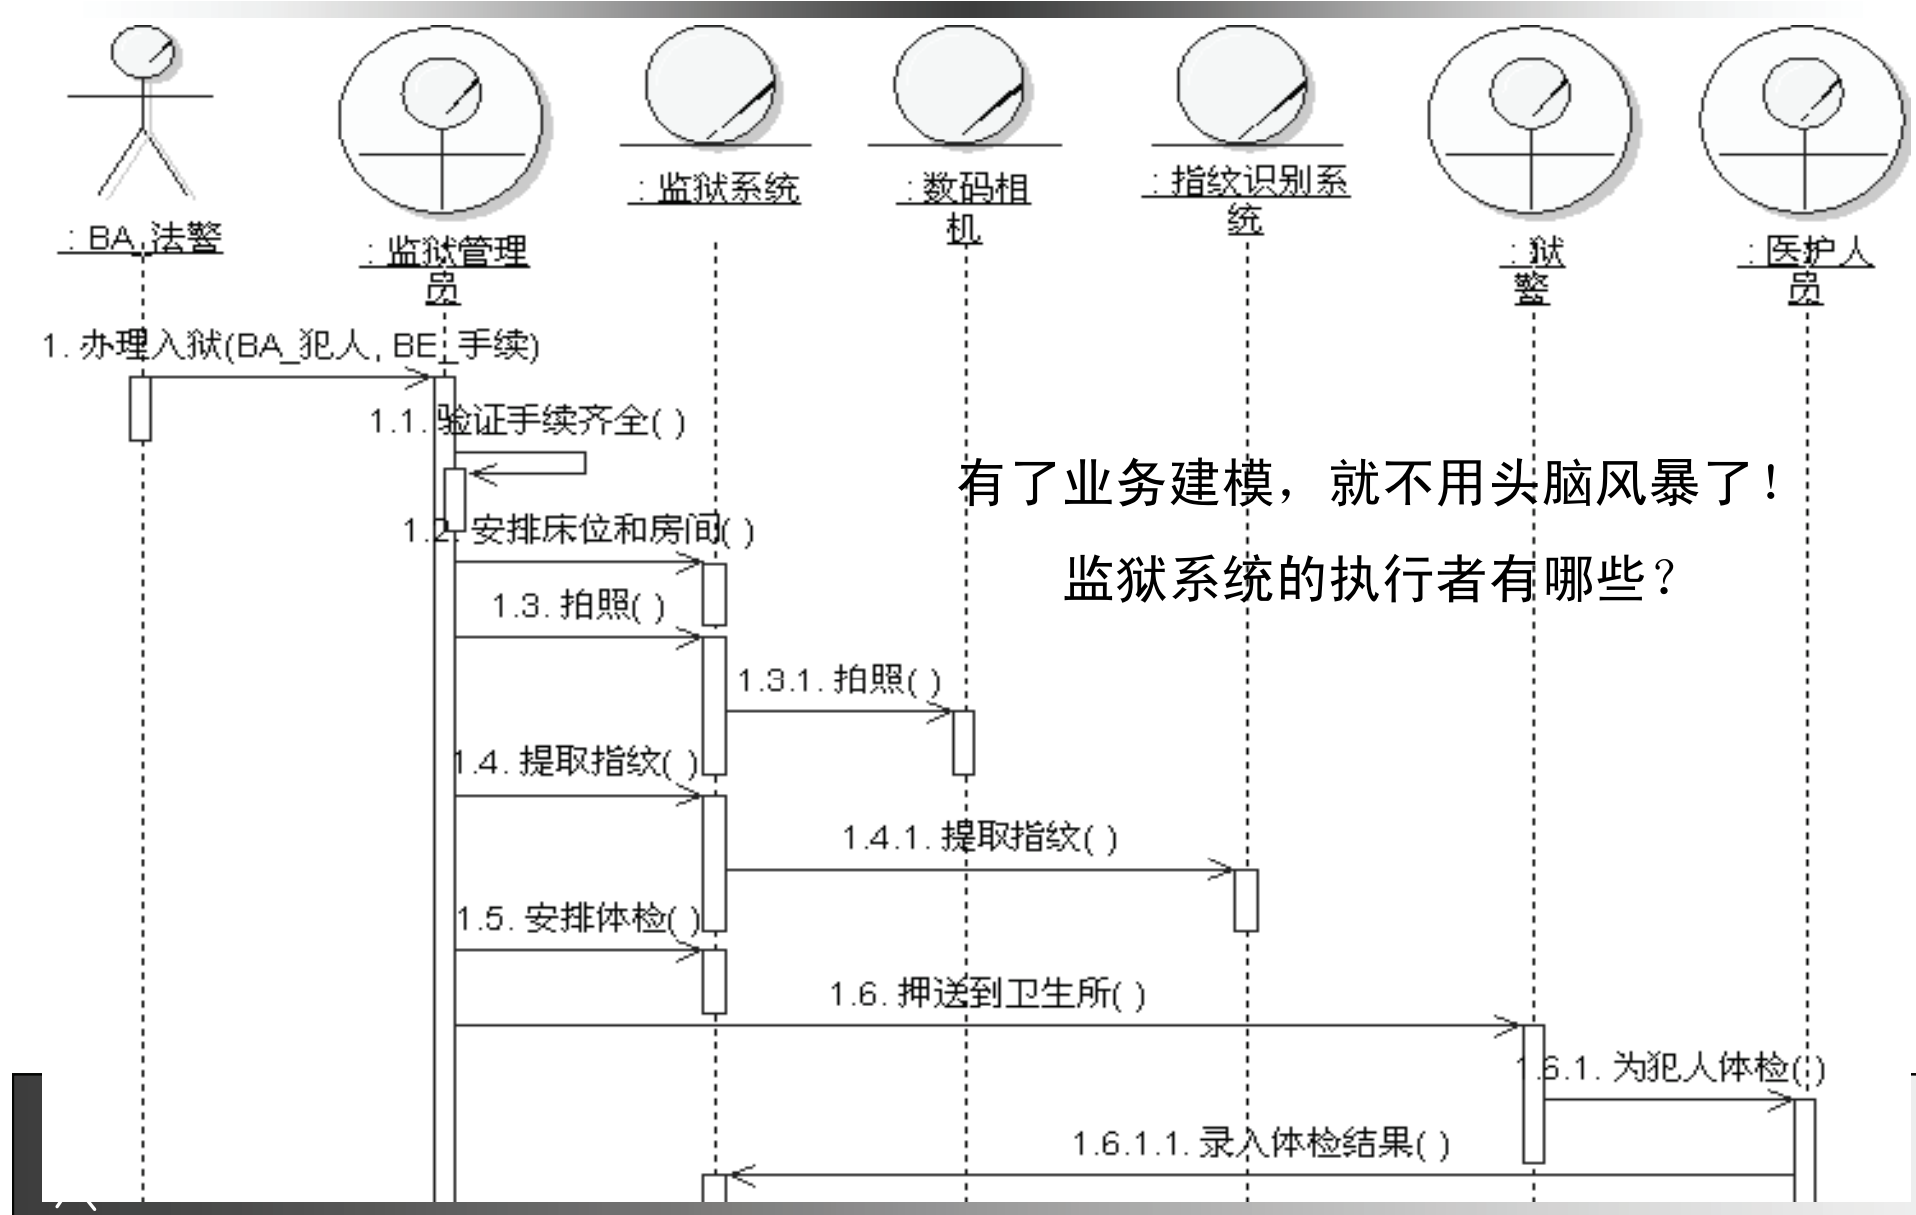 : BA_法警
: 监狱管理
员
: 监狱系统
: 数码相
机
: 指纹识别系
统
: 狱
警
: 医护人
员
1. 办理入狱(BA_犯人, BE_手续)
1.1. 验证手续齐全( )
有了业务建模，就不用头脑风暴了！
1.2. 安排床位和房间( )
监狱系统的执行者有哪些？
1.3. 拍照( )
1.3.1. 拍照( )
1.4. 提取指纹( )
1.4.1. 提取指纹( )
1.5. 安排体检( )
1.6. 押送到卫生所( )
1.6.1. 为犯人体检( )
1.6.1.1. 录入体检结果( )